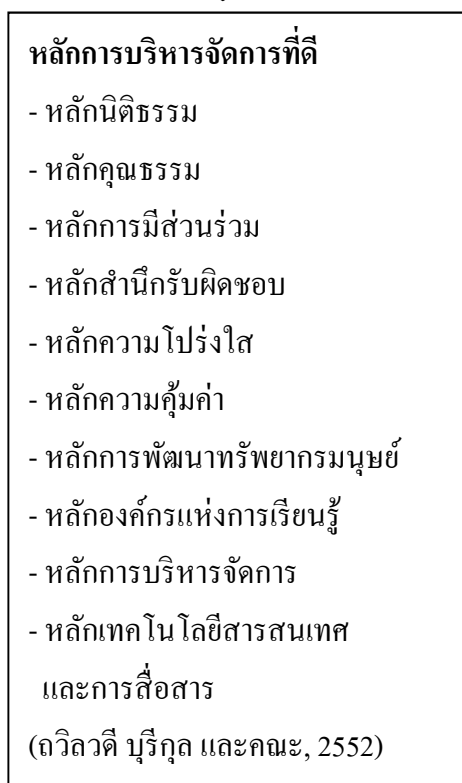 หลักการบริหารจัดการที่ดี
- หลักนิติธรรม
- หลักคุณธรรม
- หลักการมีส่วนร่วม
- หลักสำนึกรับผิดชอบ
- หลักความโปร่งใส
- หลักความคุ้มค่า
- หลักการพัฒนาทรัพยากรมนุษย์
- หลักองค์กรแห่งการเรียนรู้
- หลักการบริหารจัดการ
- หลักเทคโนโลยีสารสนเทศ
และการสื่อสาร
(ถวิลวดี บุรีกุล และคณะ, 2552)